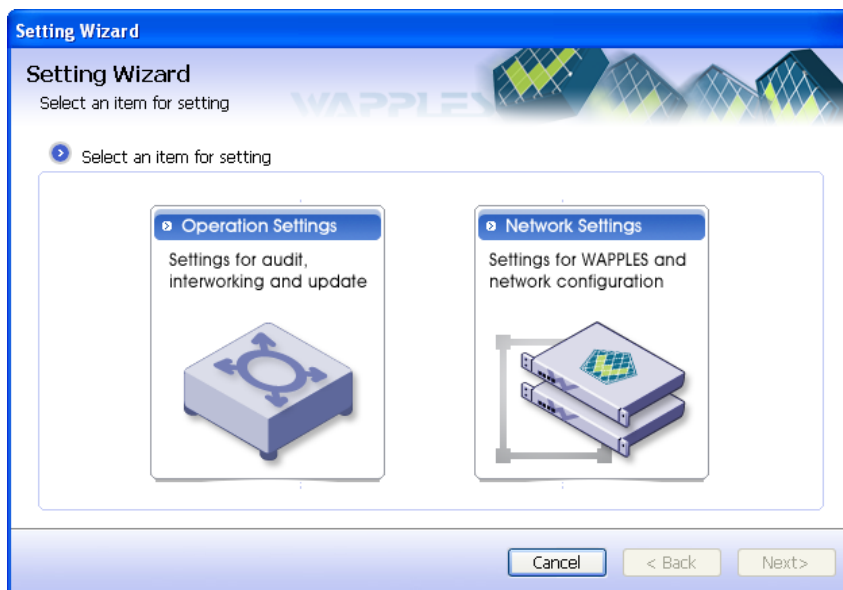 Setting Wizard
Setting Wizard
Select an item for setting
WAPPLES
Select an item for setting
Operation Settings
Settings for audit,
interworking and update
Network Settings
Settings for WAPPLES and
network configuration
Cancel
< Back
Next>